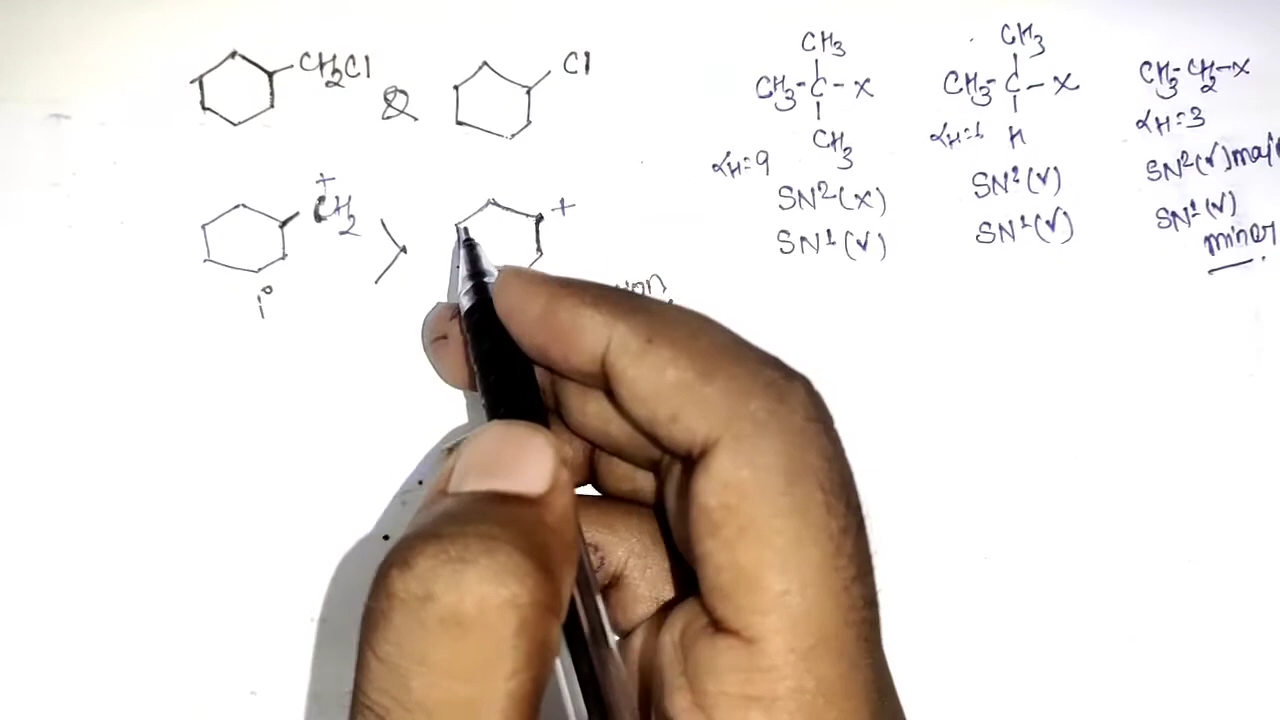 CH2Cl & Cl
+
CH2 > +
1°
CH3
CH3-C-X
CH3
αH=9
SN2(x)
SN1(√)
CH3
CH3-C-X
H
SN2(√)
SN1(√)
CH3-CH2-X
αH=3
SN2(√)
SN1(√)
minor